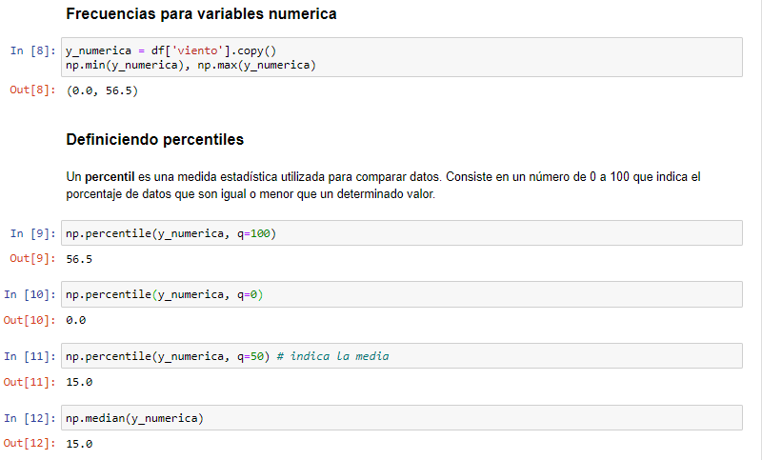 Frecuencias para variables numerica
In [8]: y_numerica = df['viento'].copy()
np.min(y_numerica), np.max(y_numerica)
Out[8]: (0.0, 56.5)
Definiciendo percentiles
Un percentil es una medida estadística utilizada para comparar datos. Consiste en un número de 0 a 100 que indica el
porcentaje de datos que son igual o menor que un determinado valor.
In [9]: np.percentile(y_numerica, q=100)
Out[9]: 56.5
In [10]: np.percentile(y_numerica, q=0)
Out[10]: 0.0
In [11]: np.percentile(y_numerica, q=50) # indica la media
Out[11]: 15.0
In [12]: np.median(y_numerica)
Out[12]: 15.0